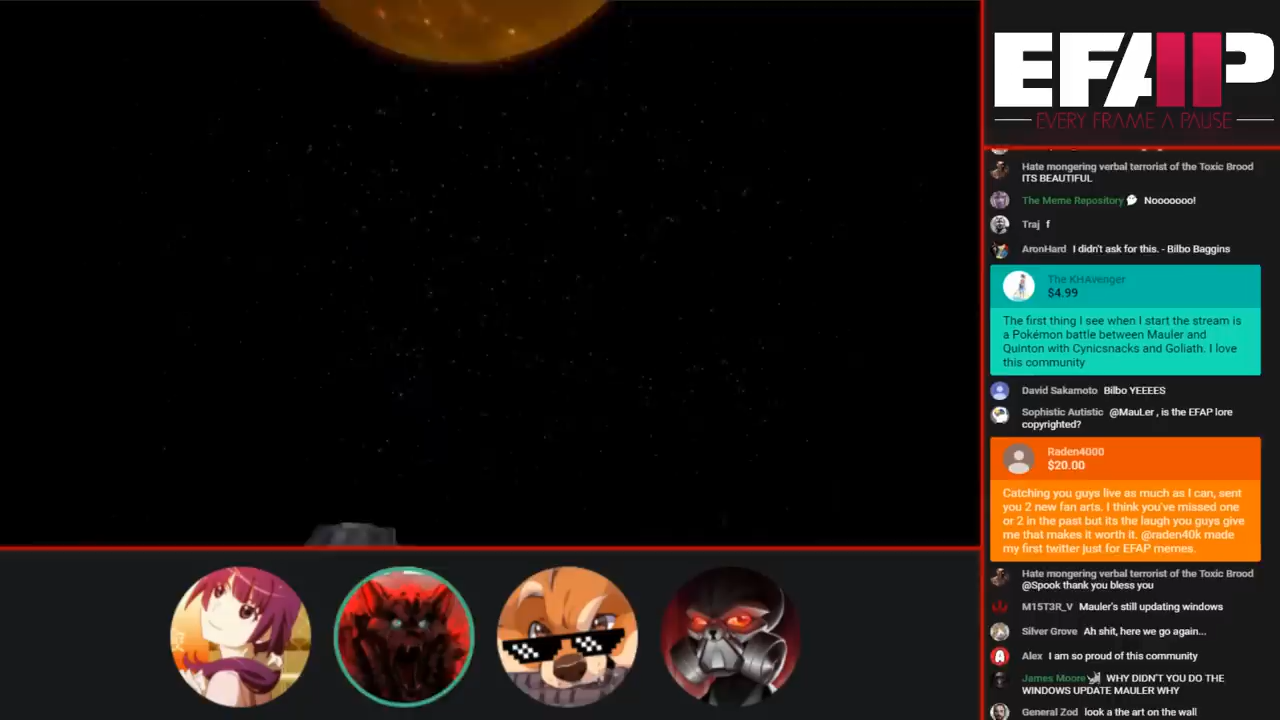 EFAP
EVERY FRAME A PAUSE
Hate mongering verbal terrorist of the Toxic Brood
ITS BEAUTIFUL
The Meme Repository Nooooooo!
Traj f
AronHard I didn't ask for this. - Bilbo Baggins
The KHAvenger
$4.99
The first thing I see when I start the stream is
a Pokémon battle between Mauler and
Quinton with Cynicsnacks and Goliath. I love
this community
David Sakamoto Bilbo YEEEES
Sophistic Autistic @MauLer , is the EFAP lore
copyrighted?
Raden4000
$20.00
Catching you guys live as much as I can, sent
you 2 new fan arts. I think you've missed one
or 2 in the past but its the laugh you guys give
me that makes it worth it. @raden40k made
my first twitter just for EFAP memes.
Hate mongering verbal terrorist of the Toxic Brood
@Spook thank you bless you
M15T3R_V Mauler's still updating windows
Silver Grove Ah shit, here we go again...
A
Alex I am so proud of this community
James Moore WHY DIDN'T YOU DO THE
WINDOWS UPDATE MAULER WHY
General Zod look a the art on the wall